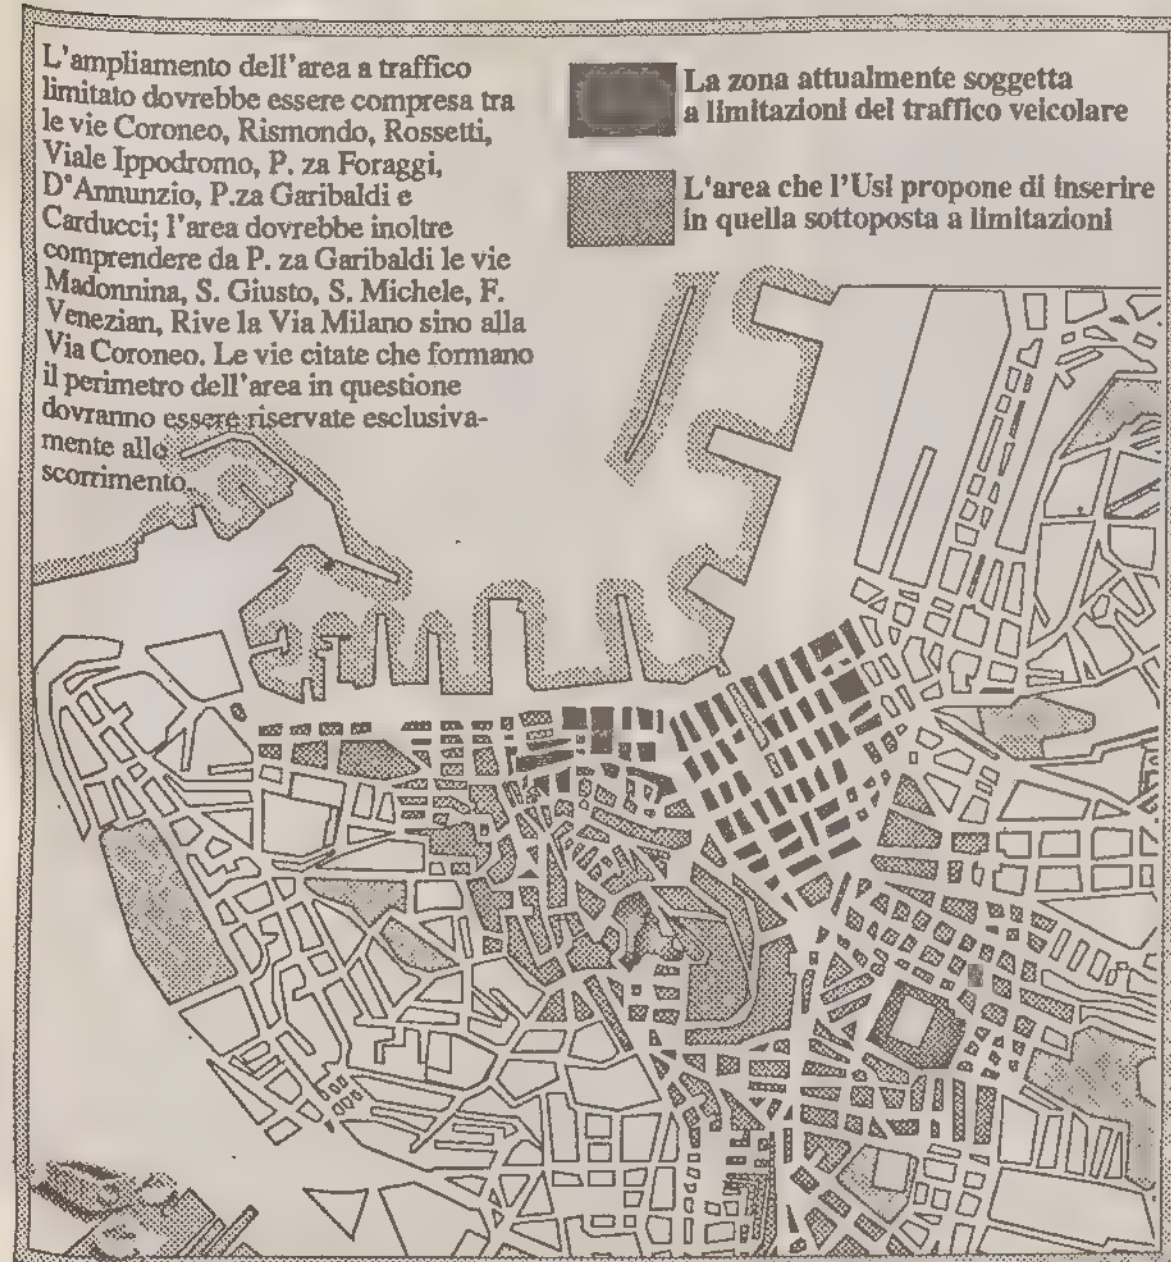 L'ampliamento dell'area a traffico
limitato dovrebbe essere compresa tra
le vie Coroneo, Rismondo, Rossetti,
Viale Ippodromo, P. za Foraggi,
D'Annunzio, P.za Garibaldi e
Carducci; l'area dovrebbe inoltre
comprendere da P. za Garibaldi le vie
Madonnina, S. Giusto, S. Michele, F.
Venezian, Rive la Via Milano sino alla
Via Coroneo. Le vie citate che formano
il perimetro dell'area in questione
dovranno essere riservate esclusiva-
mente allo
scorrimento.
La zona attualmente soggetta
a limitazioni del traffico veicolare
L'area che l'Usl propone di inserire
in quella sottoposta a limitazioni